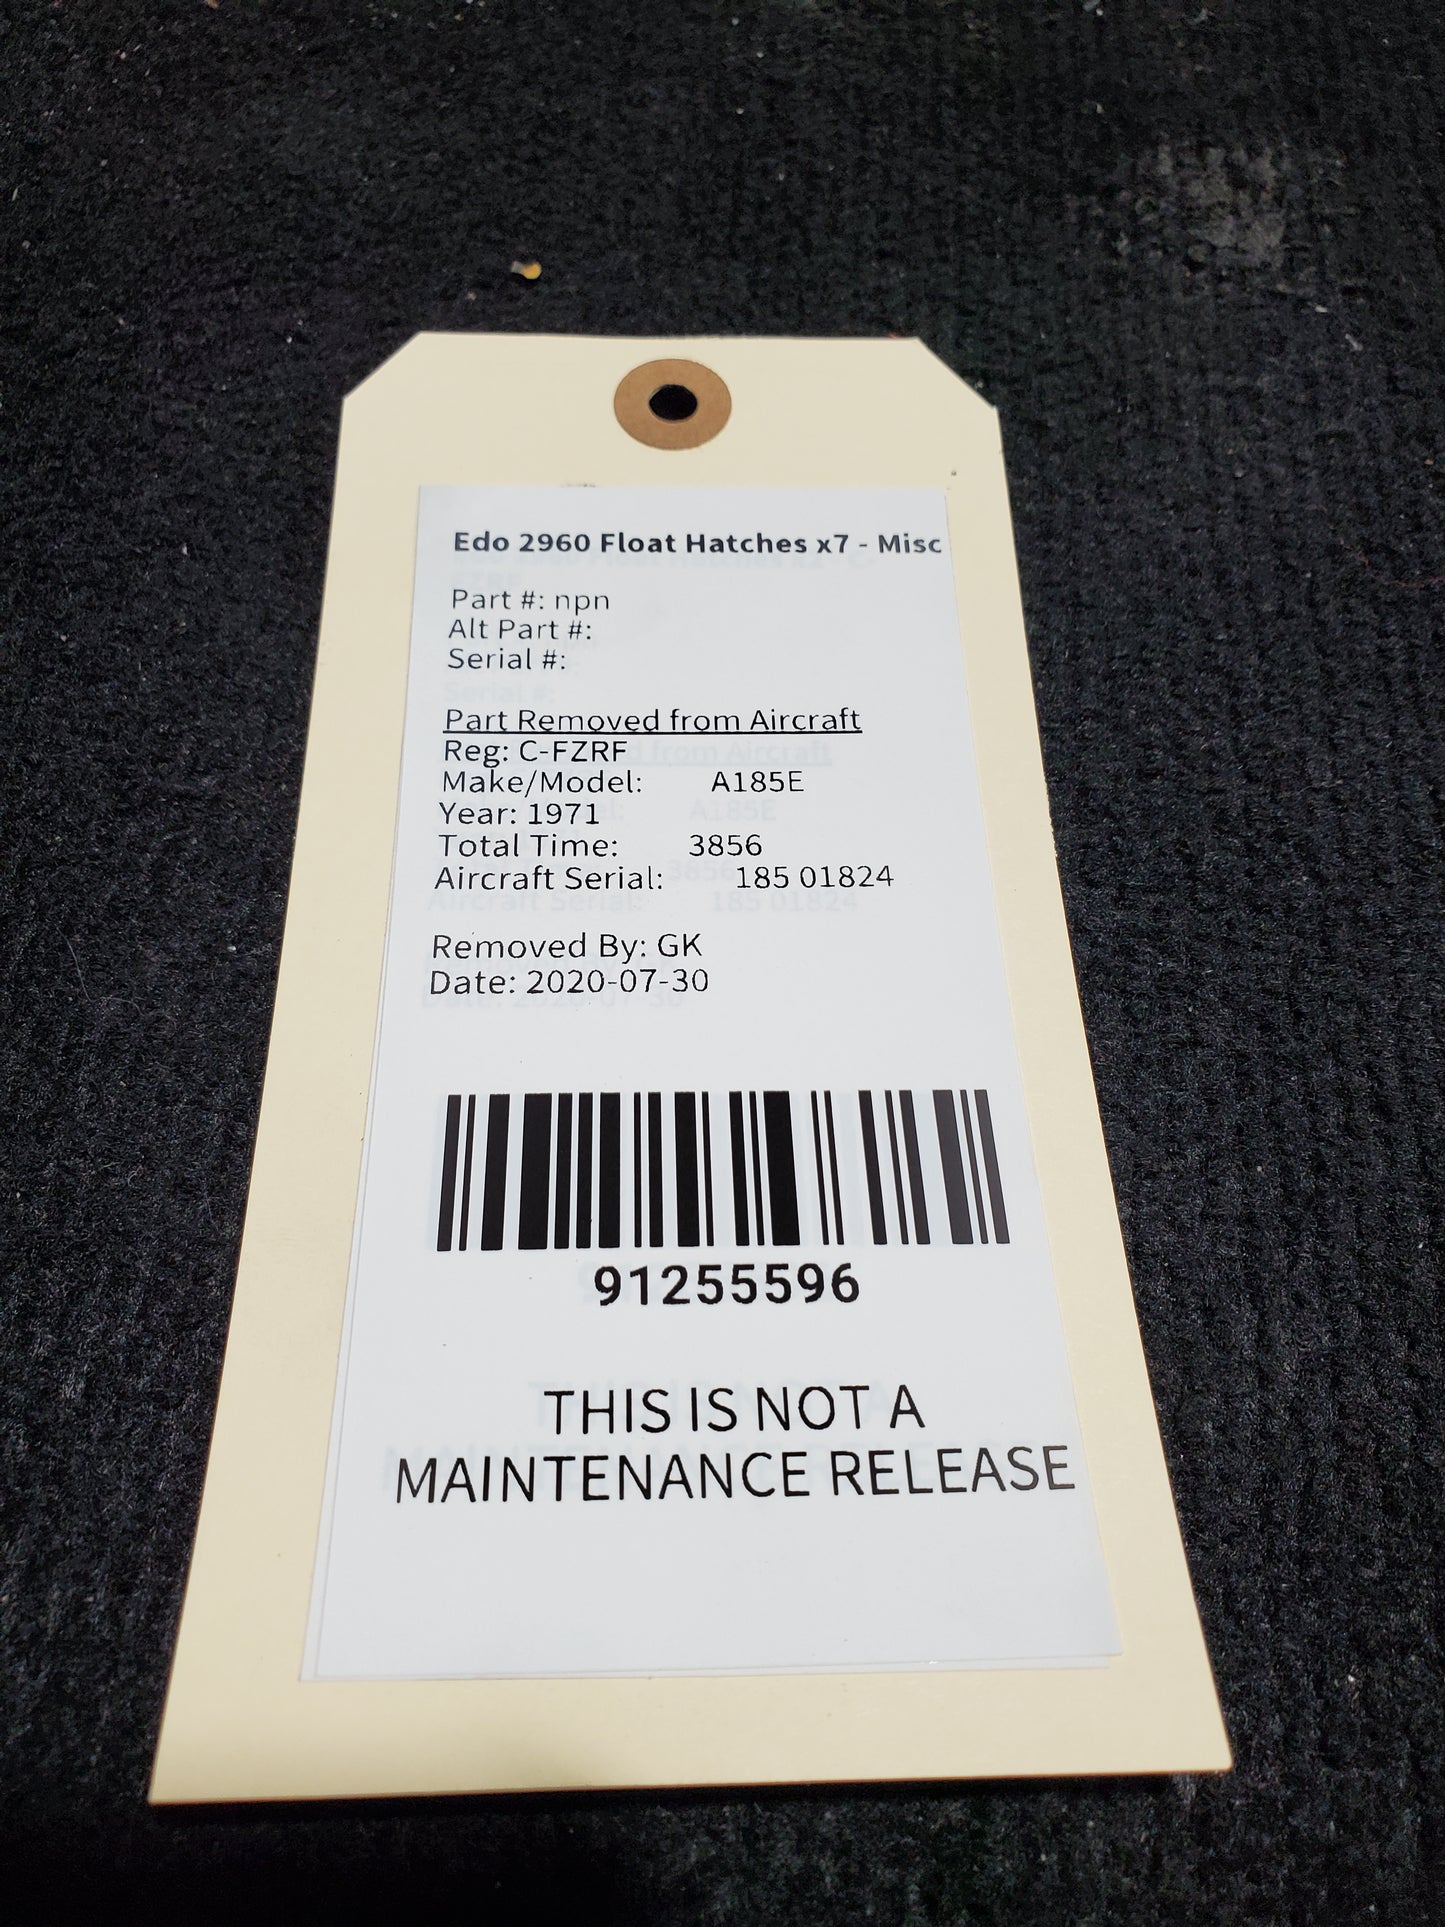 Edo 2960 Float Hatches x7 - Misc
Part #: npn
Alt Part #:
Serial #:
Part Removed from Aircraft
Reg: C-FZRF
Make/Model: A185E
Year: 1971
Total Time: 3856
Aircraft Serial: 185 01824
Removed By: GK
Date: 2020-07-30
91255596
THIS IS NOT A
MAINTENANCE RELEASE